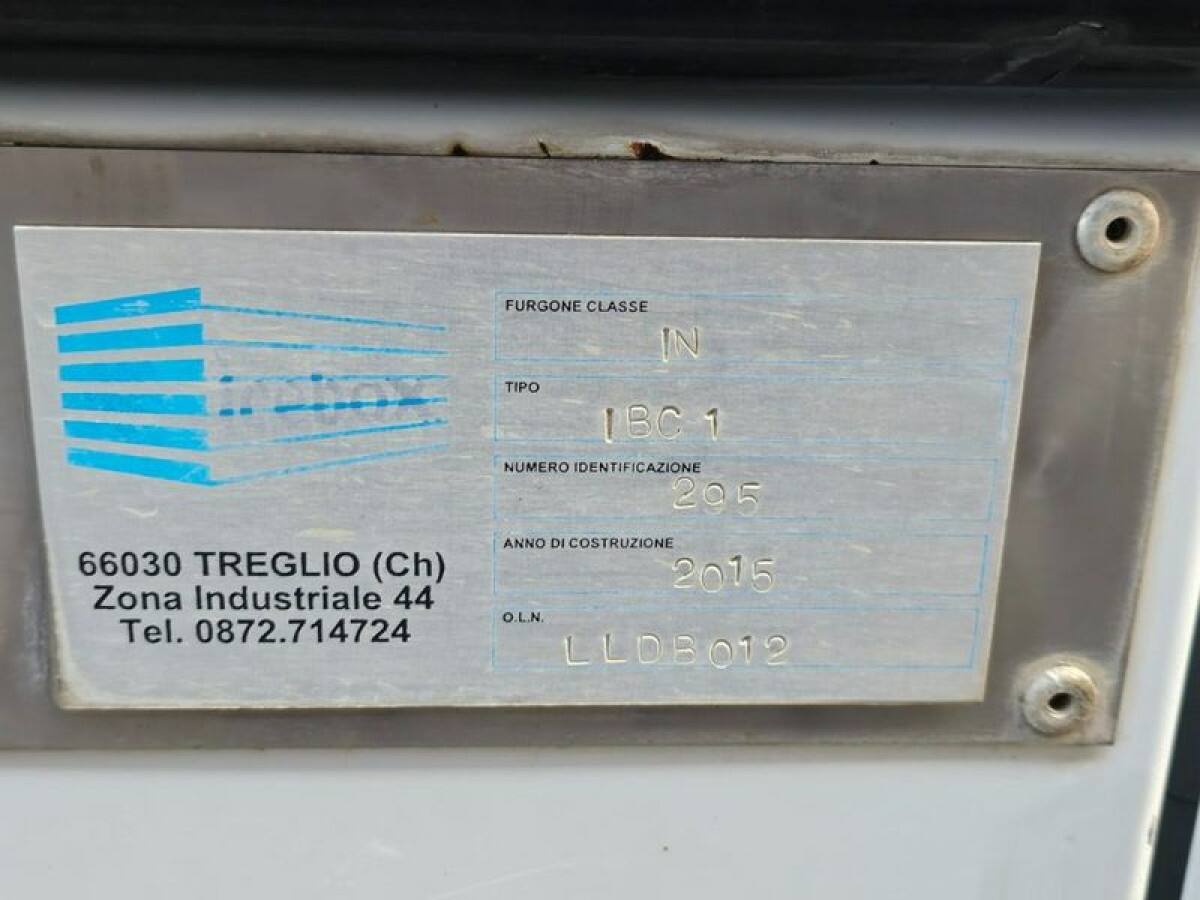 irebox
66030 TREGLIO (Ch)
Zona Industriale 44
Tel. 0872.714724
FURGONE CLASSE
IN
TIPO
IBC 1
NUMERO IDENTIFICAZIONE
295
ANNO DI COSTRUZIONE
2015
O.L.N.
LLDB012